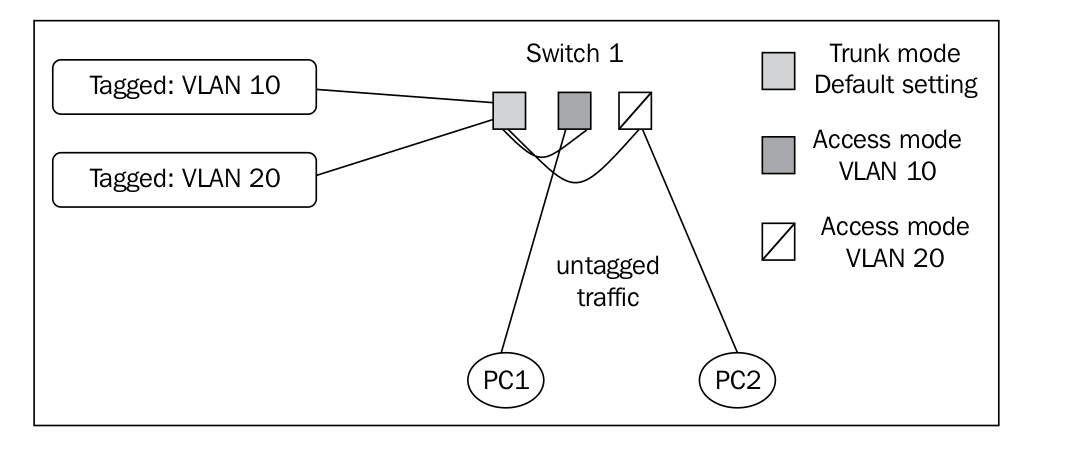 Switch 1
Tagged: VLAN 10
Tagged: VLAN 20
Trunk mode
Default setting
Access mode
VLAN 10
Access mode
VLAN 20
untagged
traffic
PC1
PC2